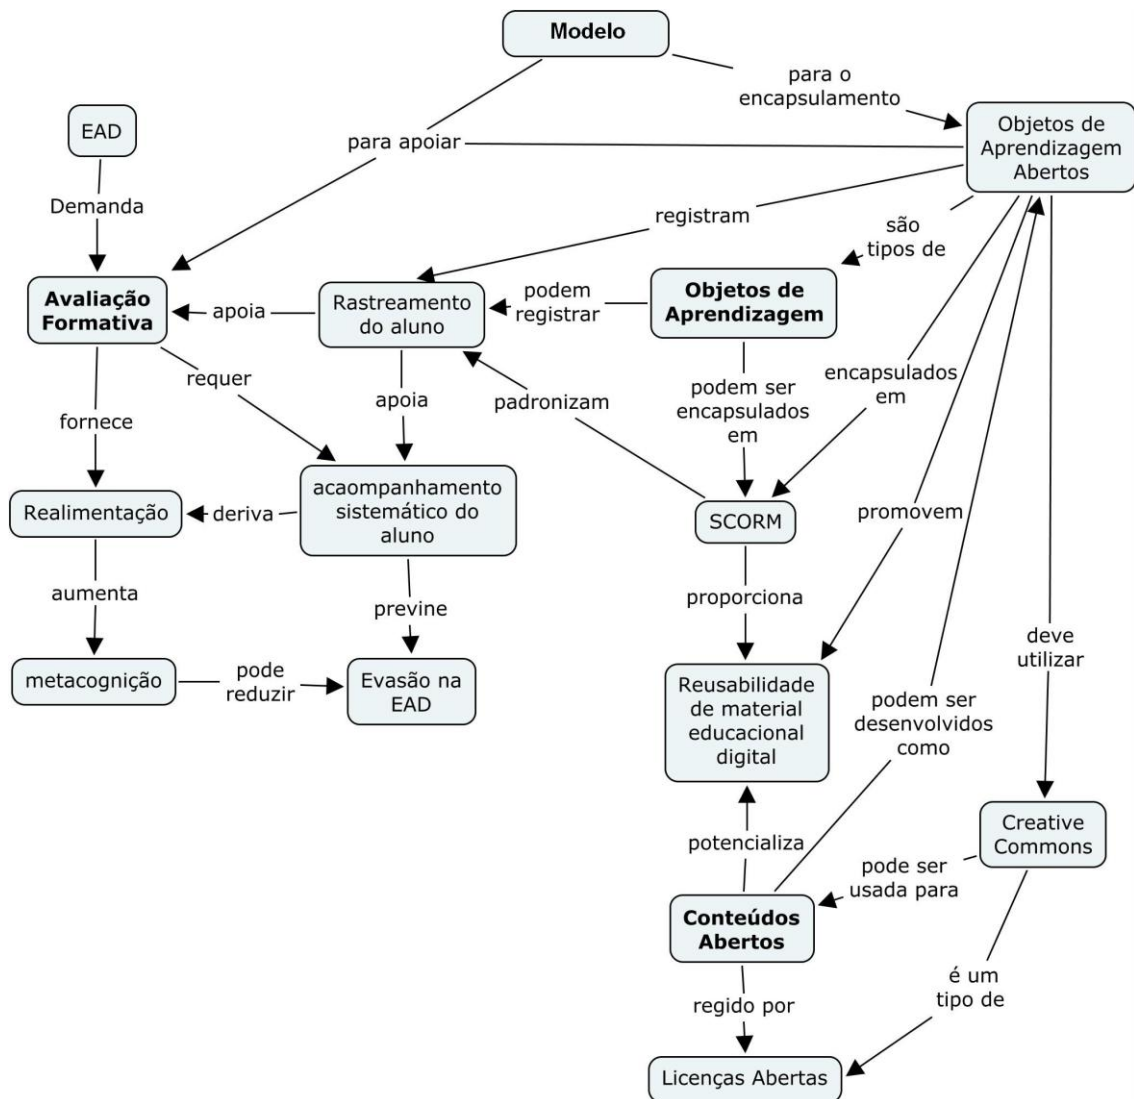 Modelo
para o
encapsulamento
EAD
Objetos de
Aprendizagem
Abertos
para apoiar
Demanda
registram
são
tipos de
Avaliação
Formativa
apoia
Rastreamento
do aluno
podem
registrar
Objetos de
Aprendizagem
requer
apoia
padronizam
podem ser
encapsulados
em
encapsulados
em
fornece
Realimentação
deriva
acaompanhamento
sistemático do
aluno
SCORM
promovem
aumenta
previne
proporciona
deve
utilizar
metacognição
pode
reduzir
Evasão na
EAD
Reusabilidade
de material
educacional
digital
podem ser
desenvolvidos
como
potencializa
Creative
Commons
pode ser
usada para
Conteúdos
Abertos
regido por
é um
tipo de
Licenças Abertas